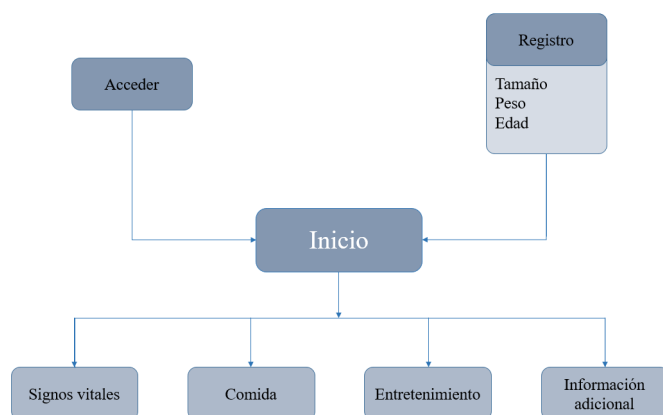 Registro
Acceder
Tamaño
Peso
Edad
Inicio
Signos vitales
Comida
Entretenimiento
Información
adicional